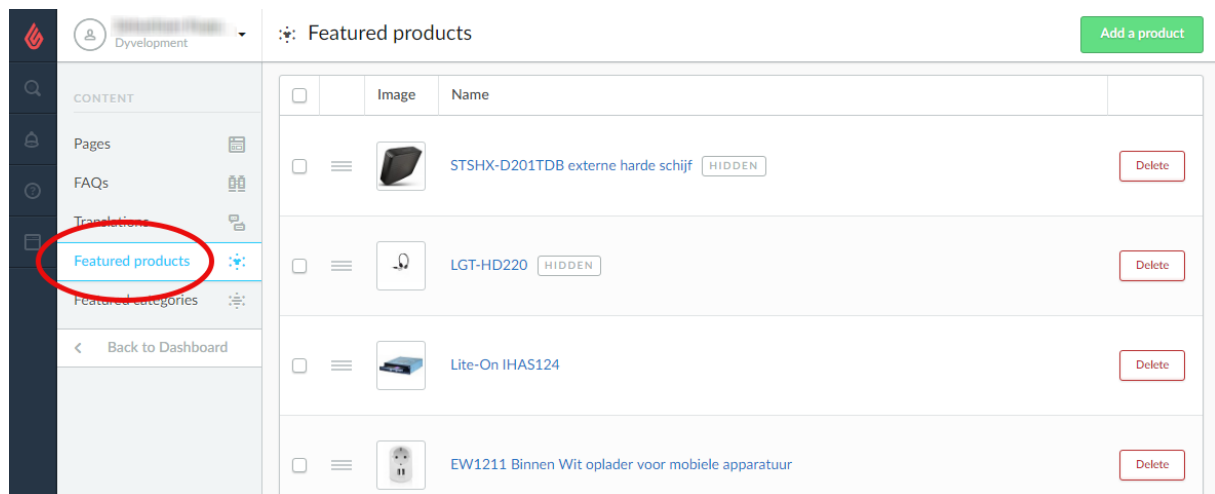 Dyvelopment
Featured products
Add a product
CONTENT
Pages
FAQs
Translations
Featured products
Featured categories
Back to Dashboard
Image Name
STSHX-D201TDB externe harde schijf HIDDEN Delete
LGT-HD220 HIDDEN Delete
Lite-On IHAS124 Delete
EW1211 Binnen Wit oplader voor mobiele apparatuur Delete